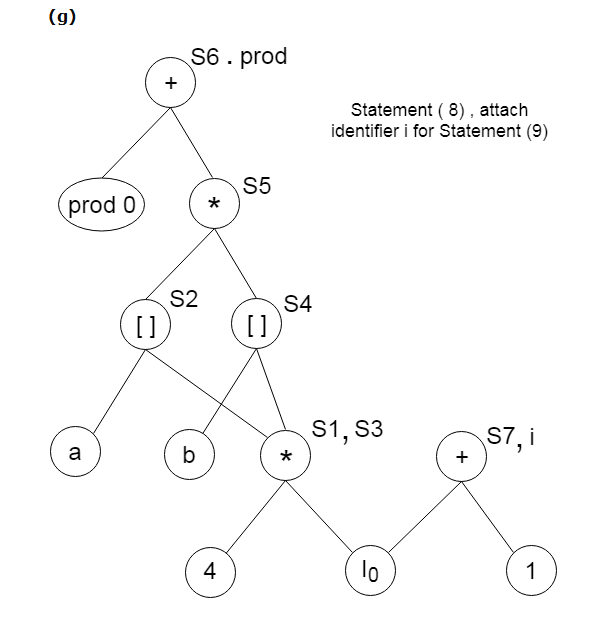 (g)
S6 . prod
+
Statement ( 8) , attach
identifier i for Statement (9)
S5
prod 0
*
S2
S4
[ ]
[ ]
S1, S3
S7, i
a
b
*
+
4
I0
1